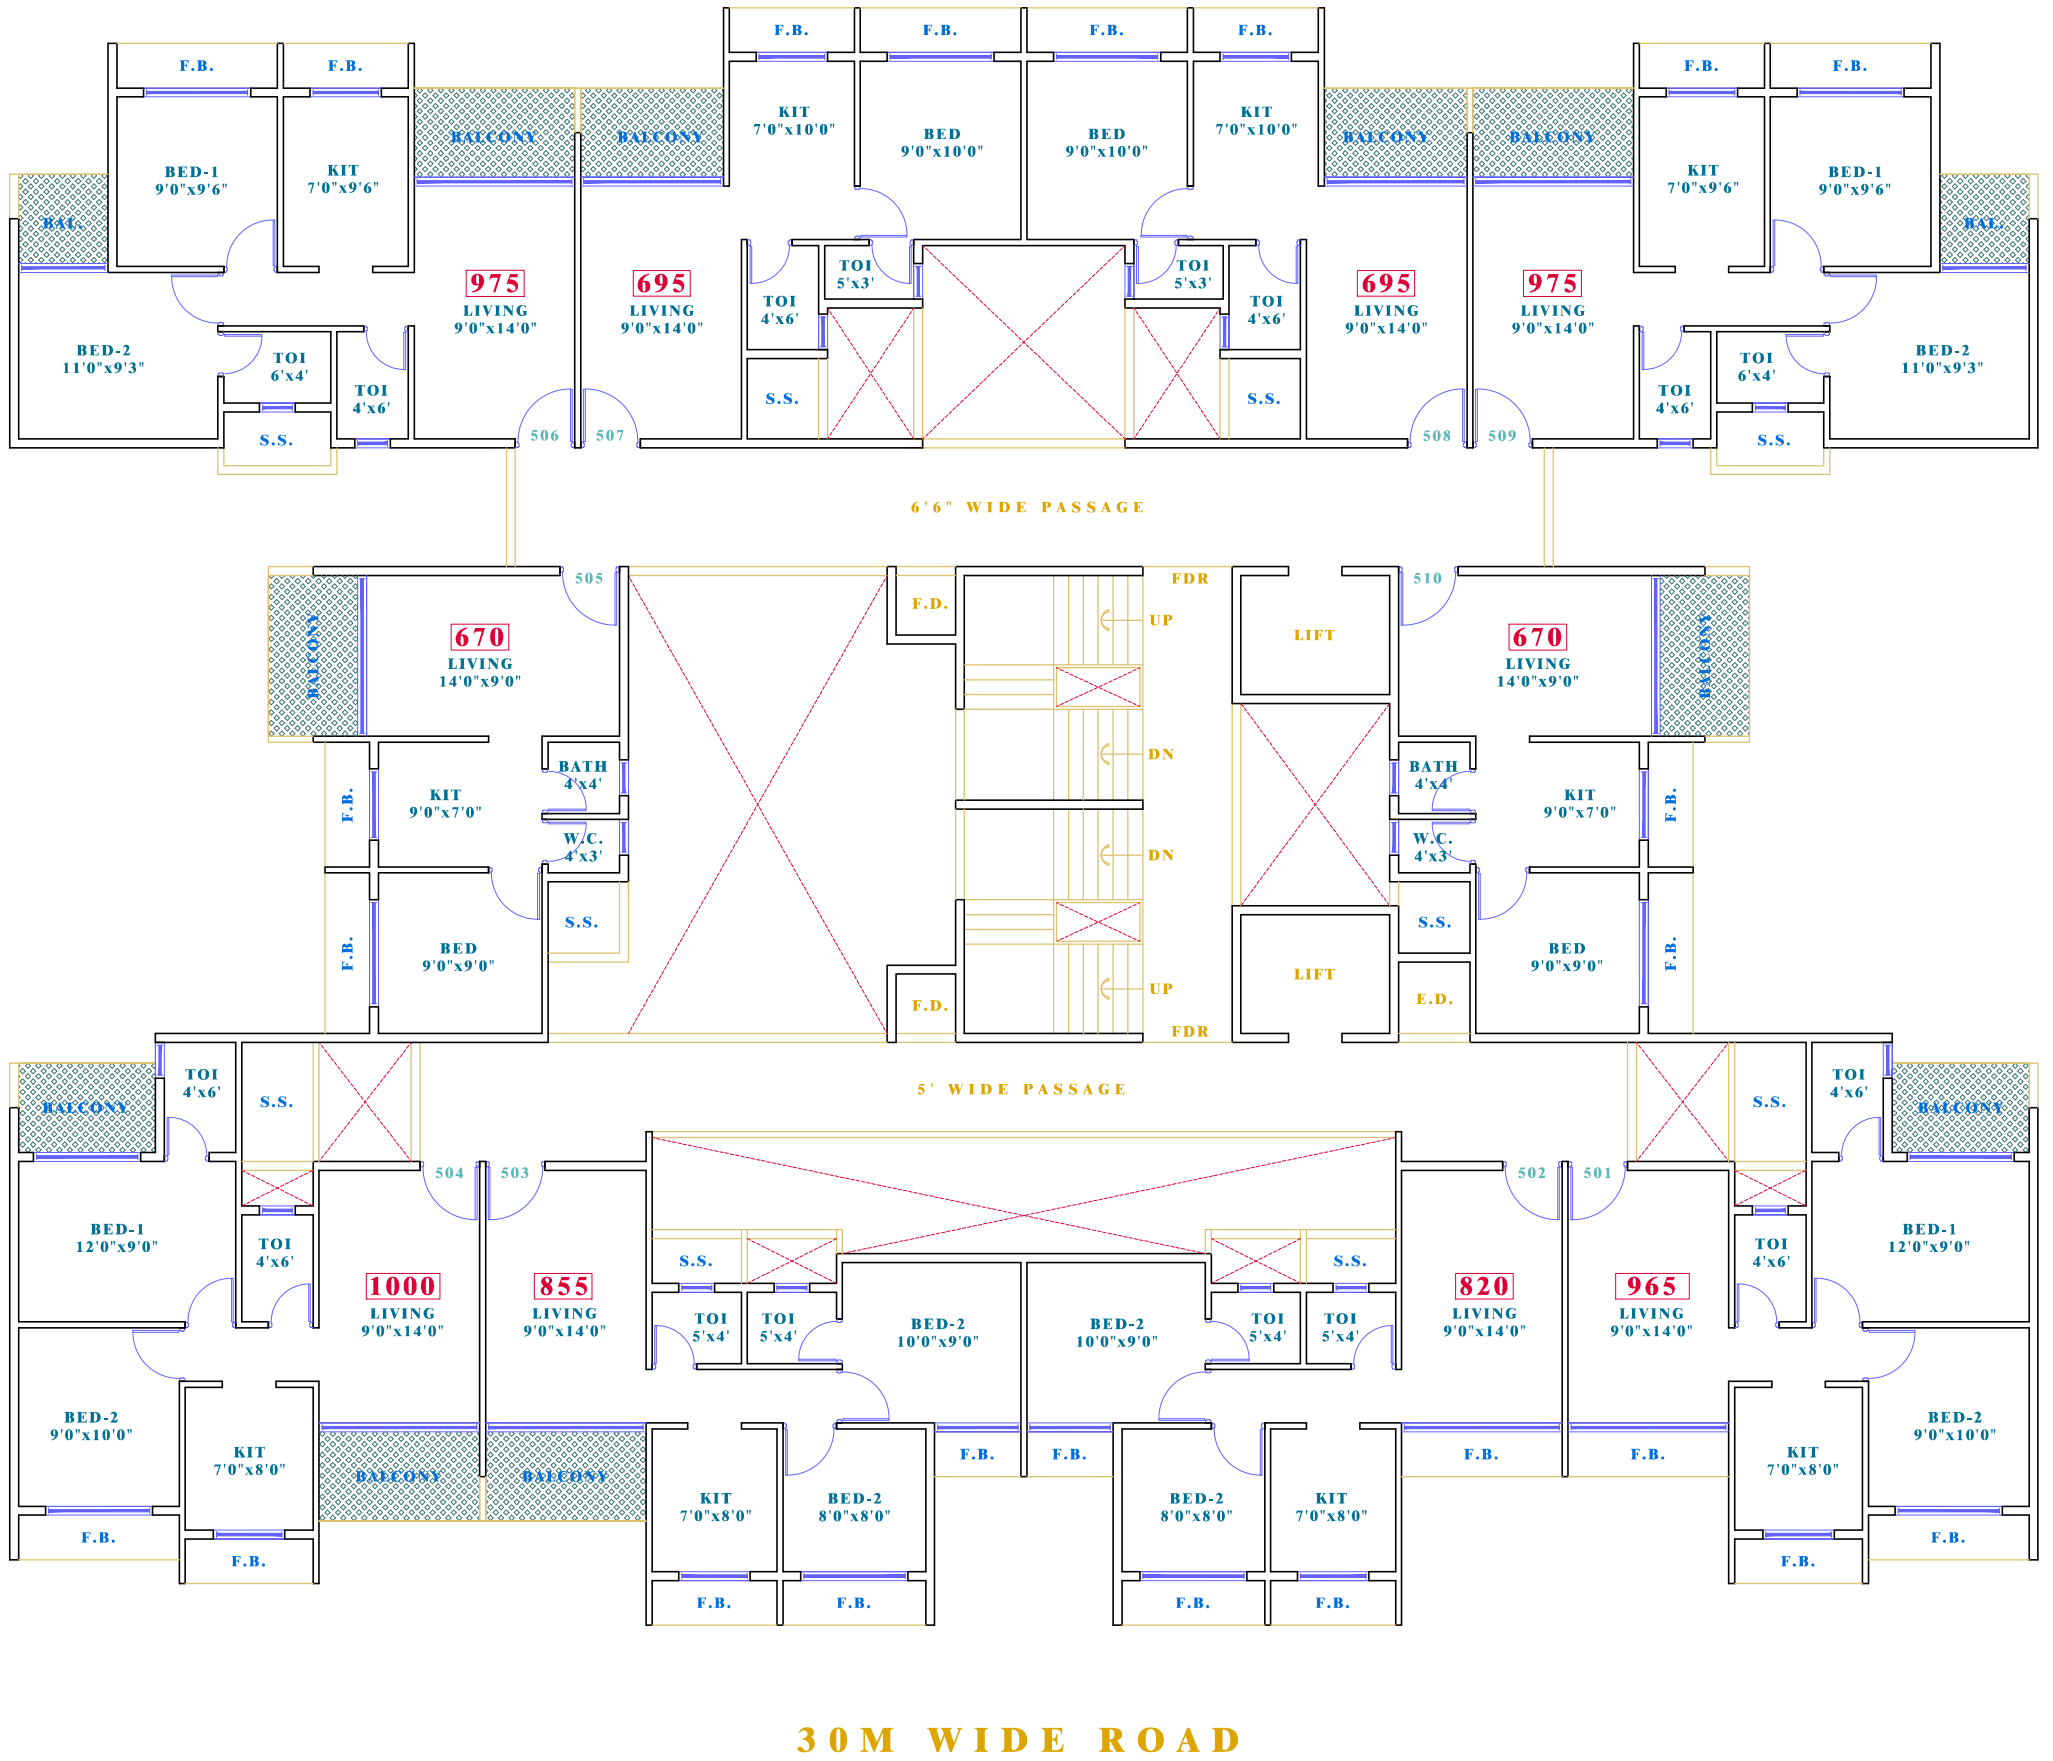 F.B.
F.B.
F.B.
F.B.
F.B.
F.B.
F.B.
F.B.
BALCONY
BALCONY
KIT
7'0"x10'0"
BED
9'0"x10'0"
BED
9'0"x10'0"
KIT
7'0"x10'0"
BALCONY
BALCONY
BED-1
9'0"x9'6"
KIT
7'0"x9'6"
KIT
7'0"x9'6"
BED-1
9'0"x9'6"
BAL.
BAL.
975
LIVING
9'0"x14'0"
695
LIVING
9'0"x14'0"
TOI
4'x6'
TOI
5'x3'
TOI
5'x3'
TOI
4'x6'
695
LIVING
9'0"x14'0"
975
LIVING
9'0"x14'0"
BED-2
11'0"x9'3"
TOI
6'x4'
TOI
4'x6'
S.S.
S.S.
TOI
4'x6'
TOI
6'x4'
BED-2
11'0"x9'3"
S.S.
506
507
508
509
S.S.
6'6" WIDE PASSAGE
505
F.D.
FDR
510
UP
LIFT
BALCONY
670
LIVING
14'0"x9'0"
670
LIVING
14'0"x9'0"
BALCONY
DN
F.B.
KIT
9'0"x7'0"
BATH
4'x4'
BATH
4'x4'
KIT
9'0"x7'0"
F.B.
W.C.
4'x3'
DN
W.C.
4'x3'
F.B.
BED
9'0"x9'0"
S.S.
S.S.
BED
9'0"x9'0"
F.B.
F.D.
UP
LIFT
E.D.
FDR
5' WIDE PASSAGE
BALCONY
TOI
4'x6'
S.S.
S.S.
TOI
4'x6'
BALCONY
504
503
502
501
BED-1
12'0"x9'0"
TOI
4'x6'
S.S.
S.S.
TOI
4'x6'
BED-1
12'0"x9'0"
1000
LIVING
9'0"x14'0"
855
LIVING
9'0"x14'0"
TOI
5'x4'
TOI
5'x4'
BED-2
10'0"x9'0"
BED-2
10'0"x9'0"
TOI
5'x4'
TOI
5'x4'
820
LIVING
9'0"x14'0"
965
LIVING
9'0"x14'0"
BED-2
9'0"x10'0"
KIT
7'0"x8'0"
BALCONY
BALCONY
F.B.
F.B.
F.B.
F.B.
KIT
7'0"x8'0"
BED-2
9'0"x10'0"
KIT
7'0"x8'0"
BED-2
8'0"x8'0"
BED-2
8'0"x8'0"
KIT
7'0"x8'0"
F.B.
F.B.
F.B.
F.B.
F.B.
F.B.
F.B.
F.B.
30M WIDE ROAD